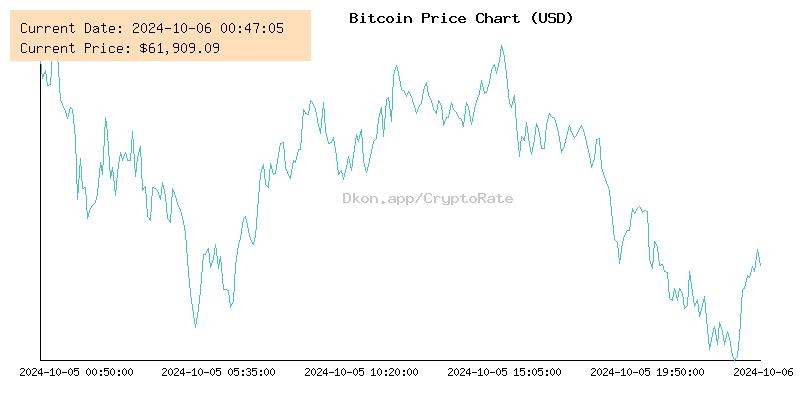 Bitcoin Price Chart (USD)
Current Date: 2024-10-06 00:47:05
Current Price: $61,909.09
Dkon.app/CryptoRate
2024-10-05 00:50:00 2024-10-05 05:35:00 2024-10-05 10:20:00 2024-10-05 15:05:00 2024-10-05 19:50:00 2024-10-06